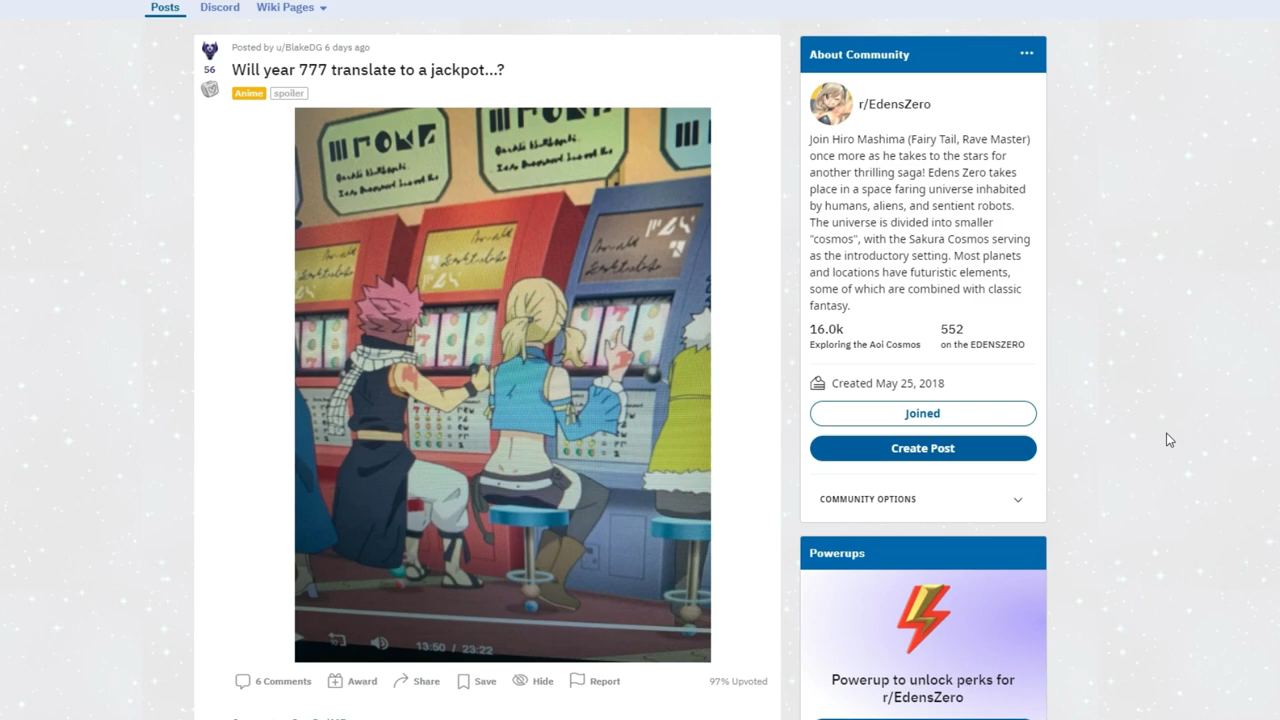 Posts Discord Wiki Pages
Posted by u/BlakeDG 6 days ago
56
Will year 777 translate to a jackpot...?
Anime spoiler
13:50 / 23:22
6 Comments Award Share Save Hide Report 97% Upvoted
About Community
r/EdensZero
Join Hiro Mashima (Fairy Tail, Rave Master)
once more as he takes to the stars for
another thrilling saga! Edens Zero takes
place in a space faring universe inhabited
by humans, aliens, and sentient robots.
The universe is divided into smaller
"cosmos", with the Sakura Cosmos serving
as the introductory setting. Most planets
and locations have futuristic elements,
some of which are combined with classic
fantasy.
16.0k 552
Exploring the Aoi Cosmos on the EDENSZERO
Created May 25, 2018
Joined
Create Post
COMMUNITY OPTIONS
Powerups
Powerup to unlock perks for
r/EdensZero